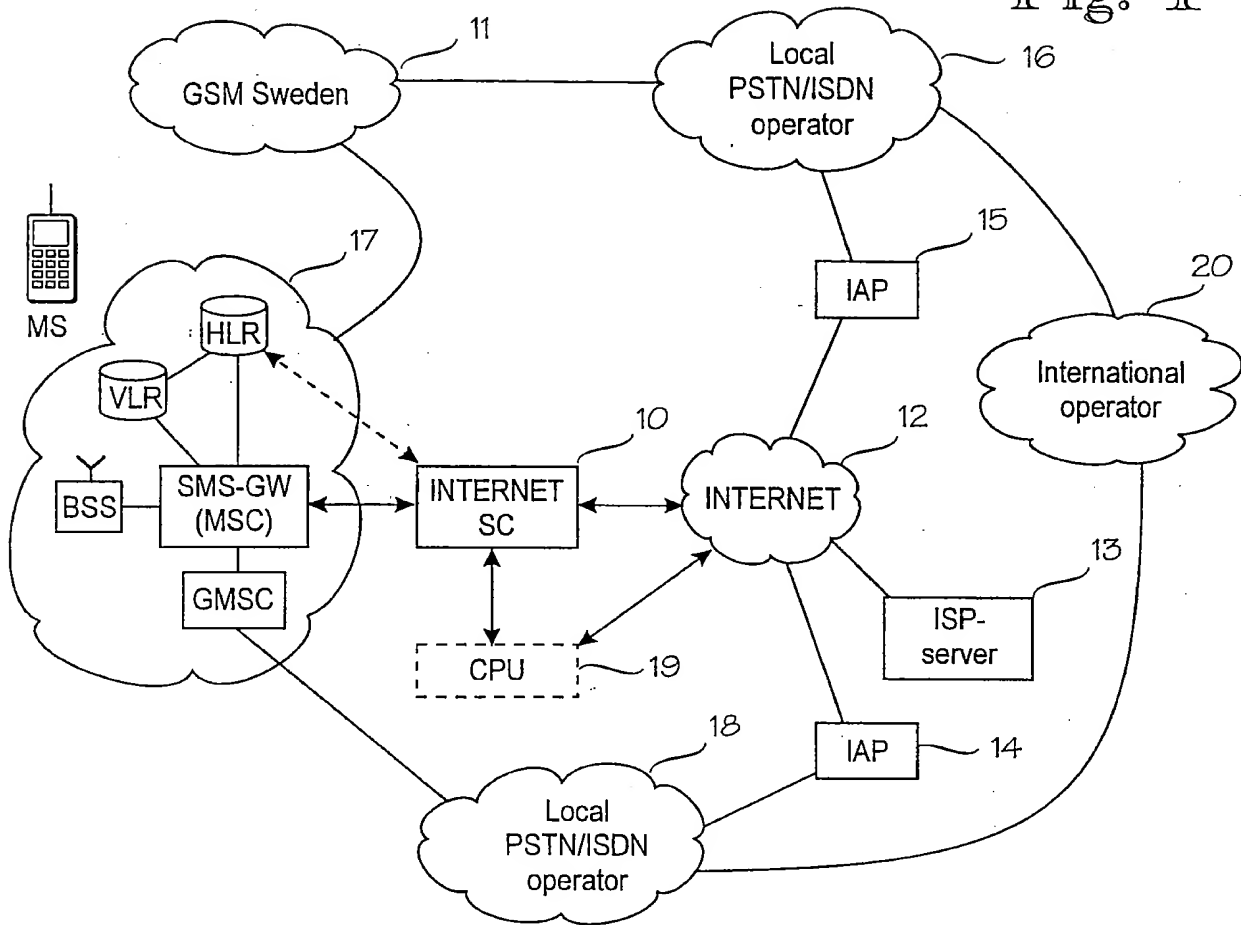 Fig. 1
11
GSM Sweden
Local
PSTN/ISDN
operator
16
MS
17
HLR
VLR
BSS
SMS-GW
(MSC)
GMSC
10
INTERNET
SC
CPU
19
12
INTERNET
15
IAP
20
International
operator
13
ISP-
server
IAP
14
18
Local
PSTN/ISDN
operator